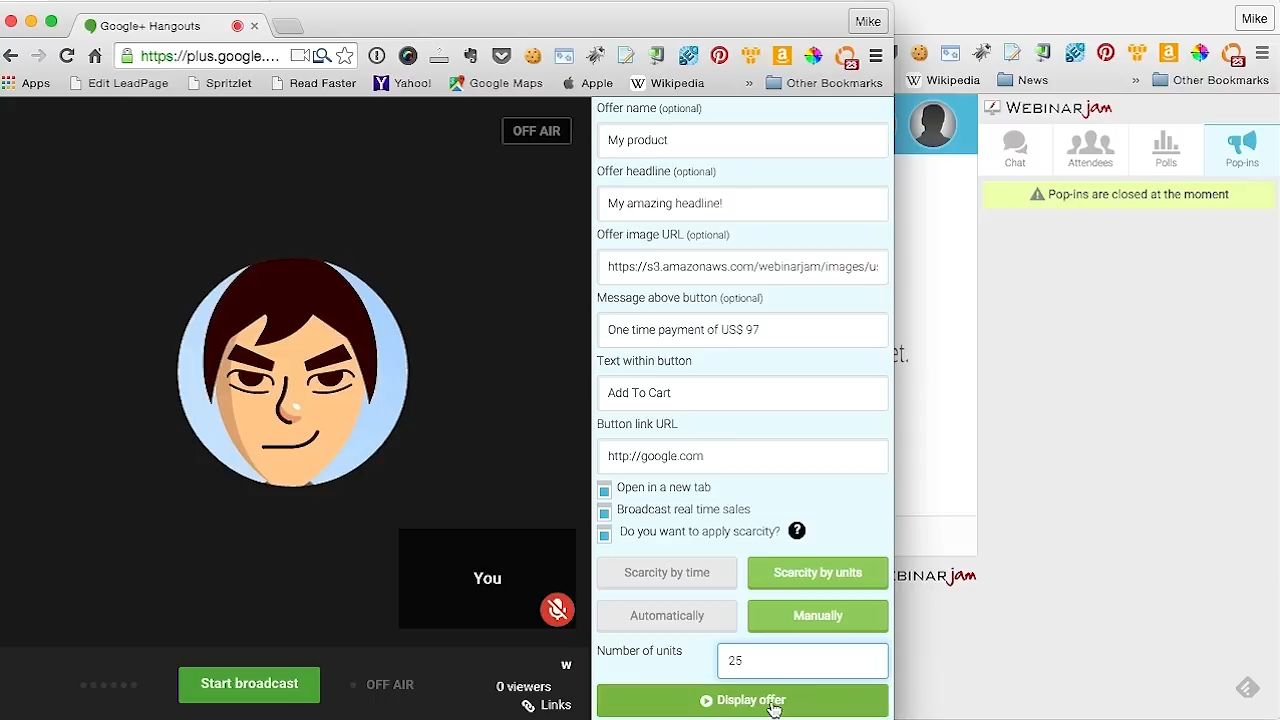 Google+ Hangouts
Mike
Mike
https://plus.google....
23
23
Apps
Edit LeadPage
Spritzlet
Read Faster
Yahoo!
Google Maps
Apple
Wikipedia
»
Other Bookmarks
Wikipedia
News
»
Other Bookmarks
OFF AIR
You
Start broadcast
OFF AIR
w
0 viewers
Links
Offer name (optional)
My product
Offer headline (optional)
My amazing headline!
Offer image URL (optional)
https://s3.amazonaws.com/webinarjam/images/u
Message above button (optional)
One time payment of US$ 97
Text within button
Add To Cart
Button link URL
http://google.com
Open in a new tab
Broadcast real time sales
Do you want to apply scarcity? ?
Scarcity by time
Scarcity by units
Automatically
Manually
Number of units
25
Display offer
et.
BINARjam
WEBINARjam
Chat
Attendees
Polls
Pop-ins
Pop-ins are closed at the moment